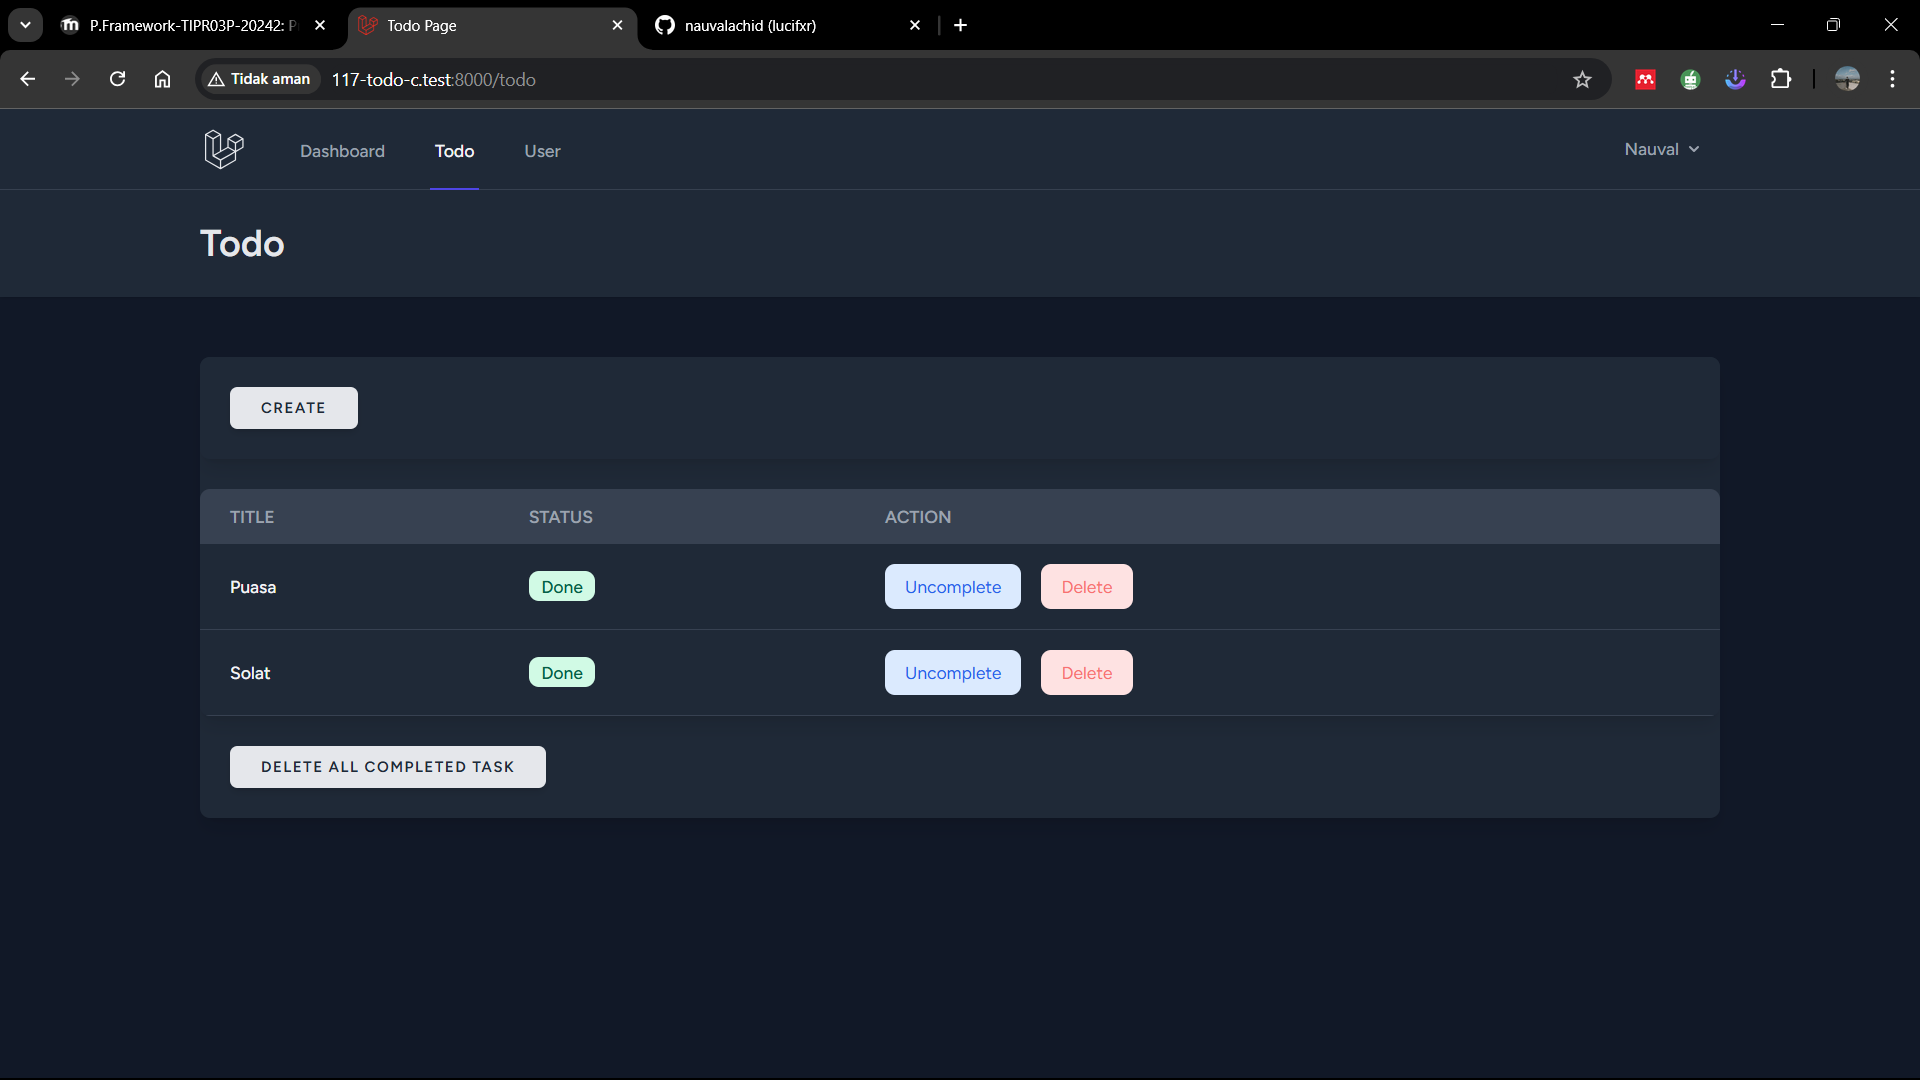 P.Framework-TIPR03P-20242: P
Todo Page
nauvalachid (lucifxr)
Tidak aman
117-todo-c.test:8000/todo
Dashboard
Todo
User
Nauval
Todo
CREATE
TITLE STATUS ACTION
Puasa Done Uncomplete Delete
Solat Done Uncomplete Delete
DELETE ALL COMPLETED TASK